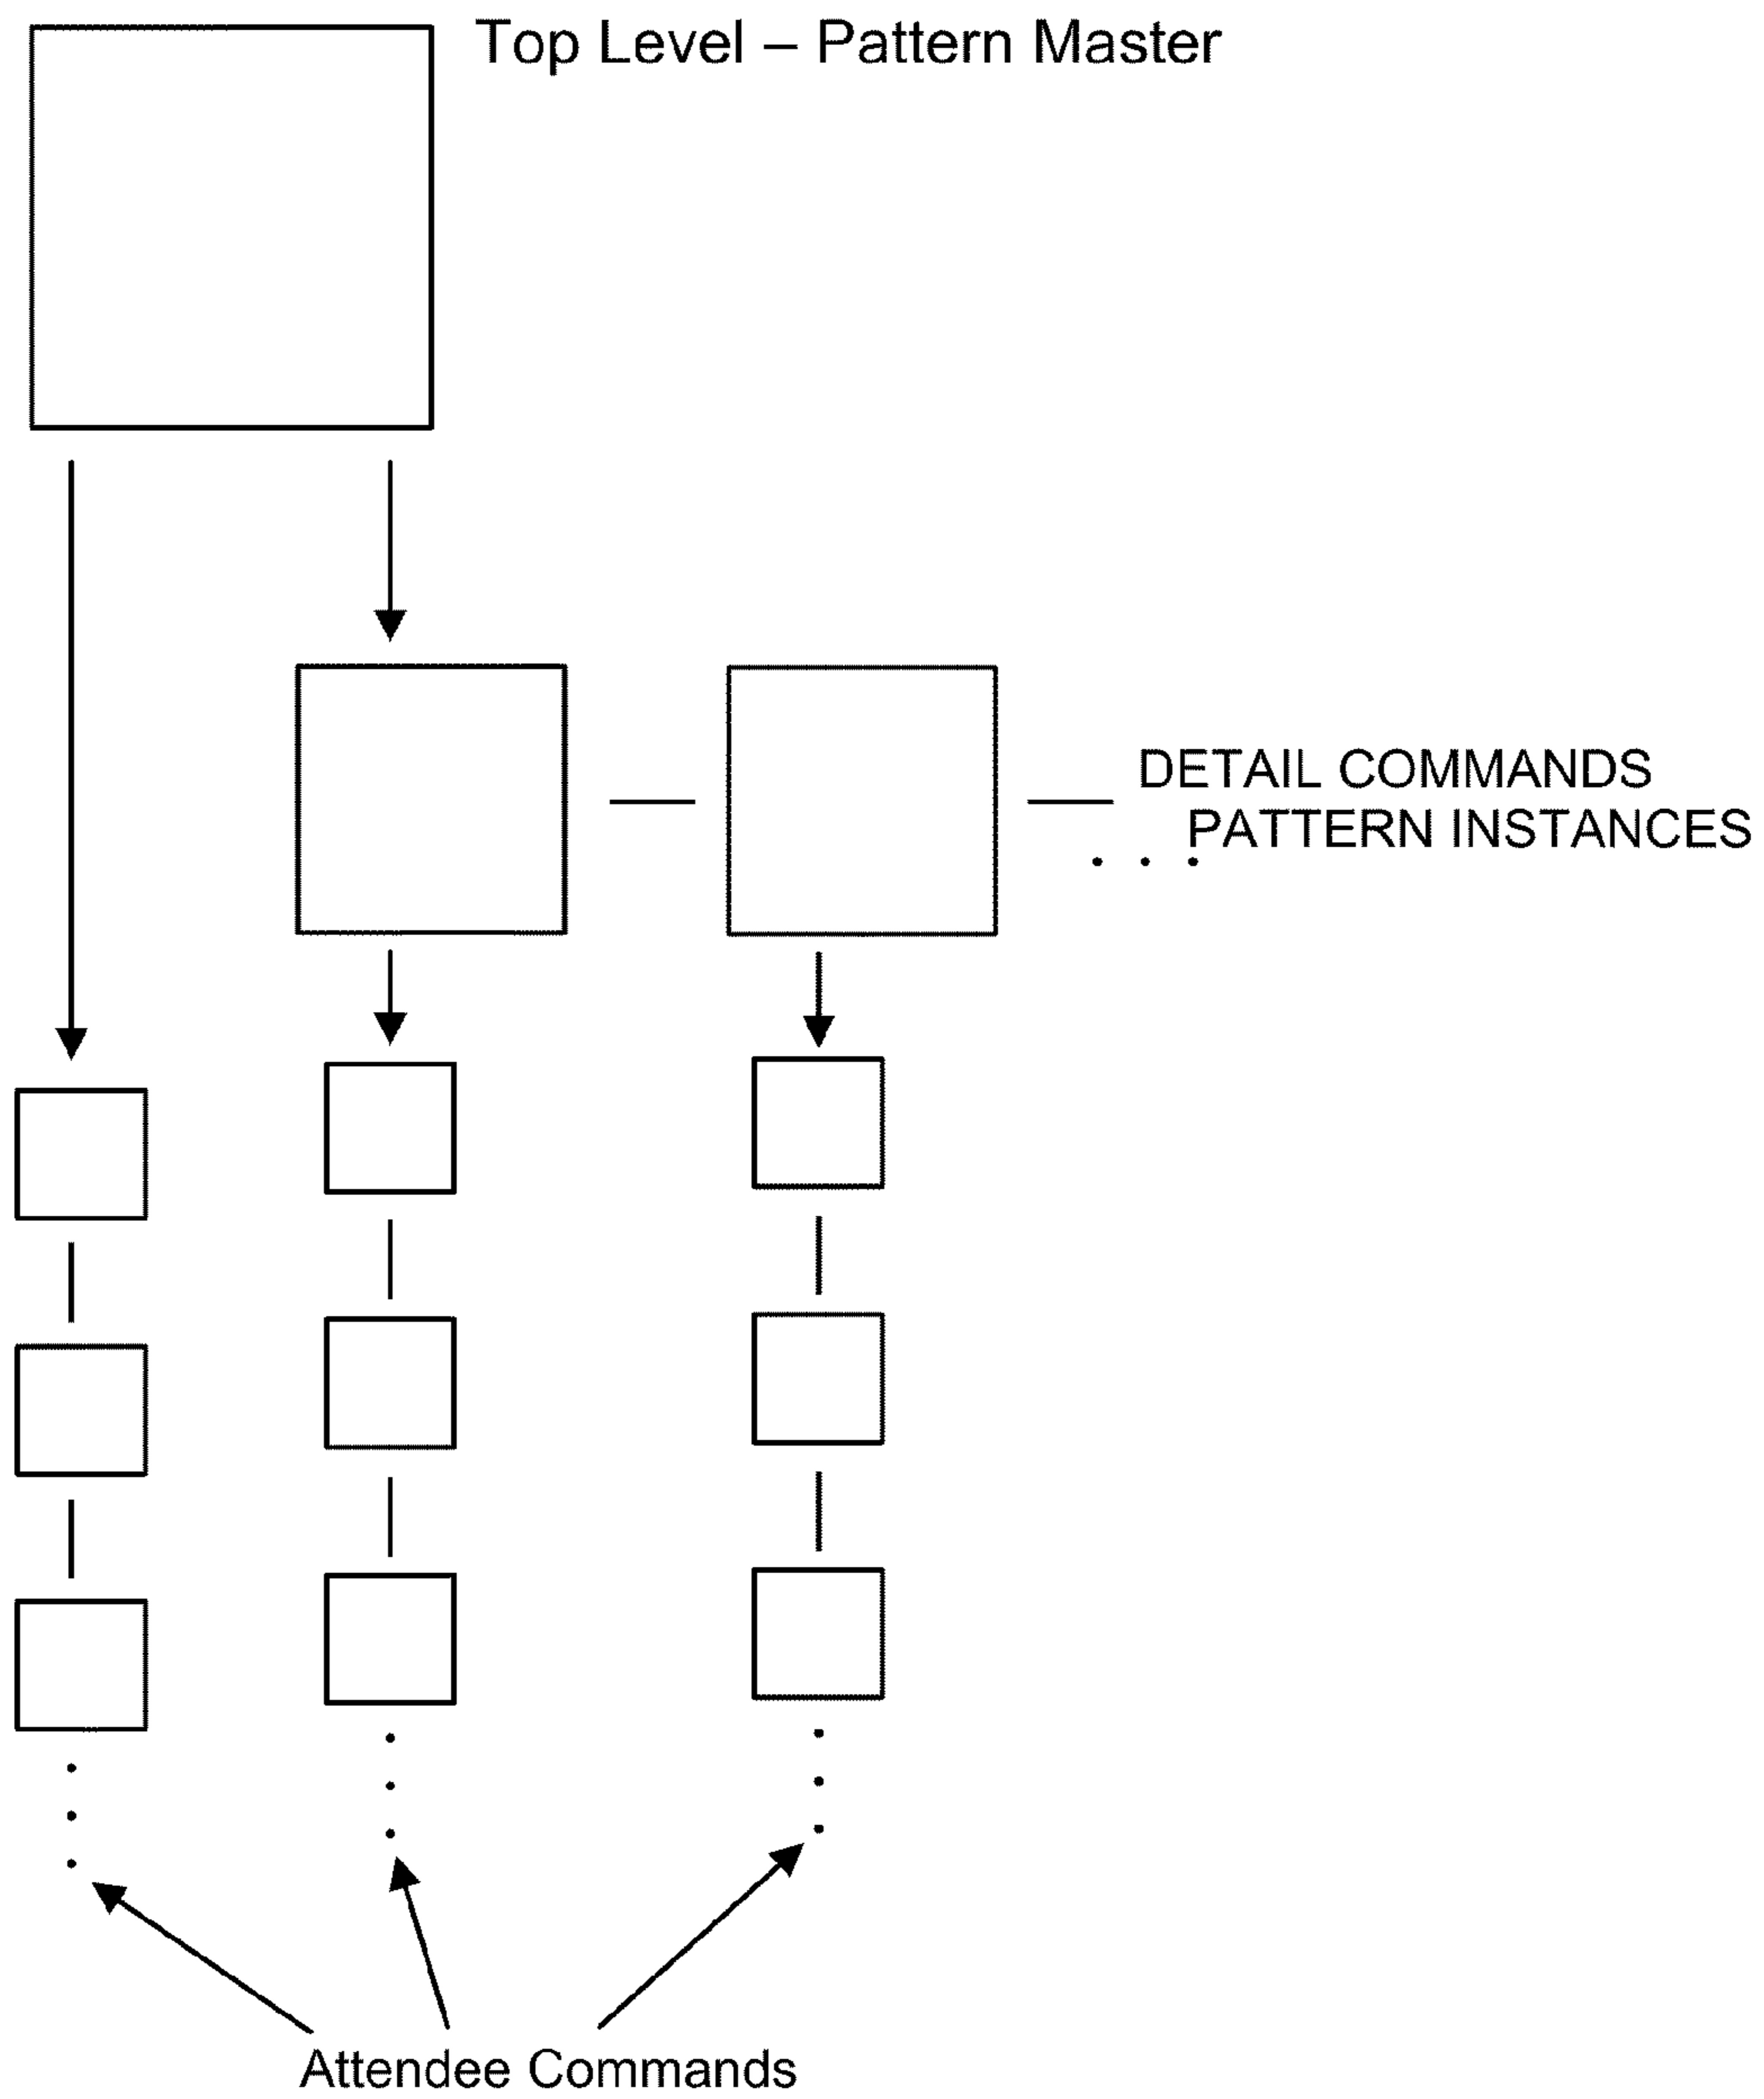 Top Level – Pattern Master
DETAIL COMMANDS
PATTERN INSTANCES
. . .
Attendee Commands